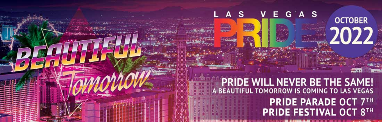 BEAUTIFUL
Tomorrow
LAS VEGAS
PRIDE
OCTOBER
2022
PRIDE WILL NEVER BE THE SAME!
A BEAUTIFUL TOMORROW IS COMING TO LAS VEGAS
PRIDE PARADE OCT 7TH
PRIDE FESTIVAL OCT 8TH